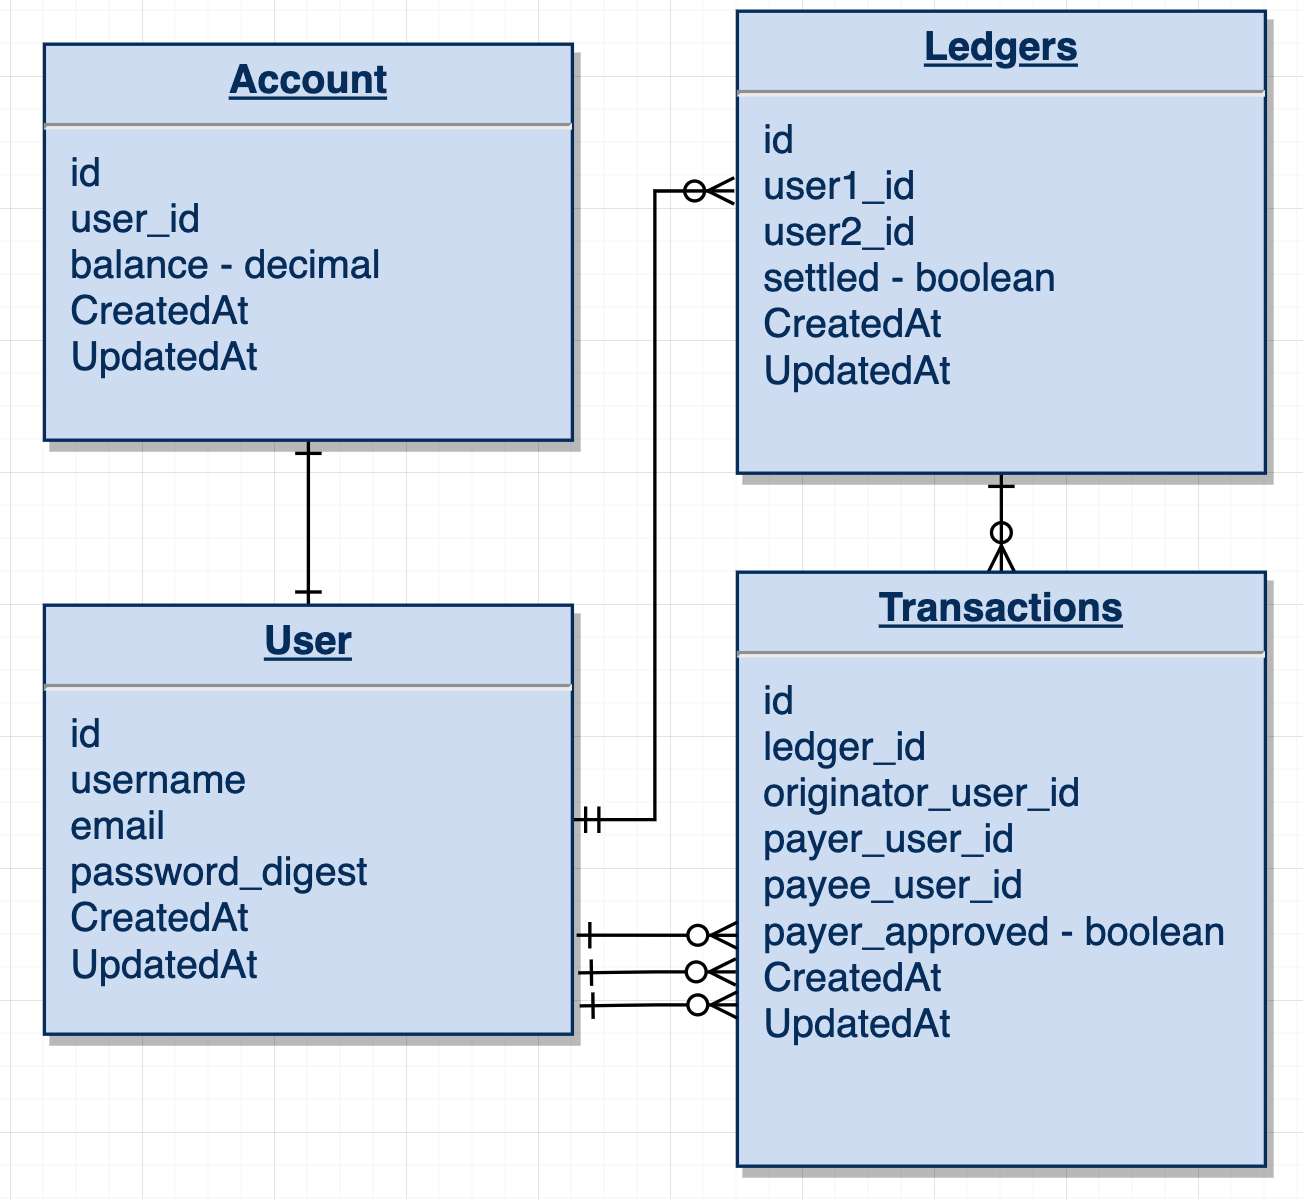 Account
id
user_id
balance - decimal
CreatedAt
UpdatedAt
Ledgers
id
user1_id
user2_id
settled - boolean
CreatedAt
UpdatedAt
User
id
username
email
password_digest
CreatedAt
UpdatedAt
Transactions
id
ledger_id
originator_user_id
payer_user_id
payee_user_id
payer_approved - boolean
CreatedAt
UpdatedAt